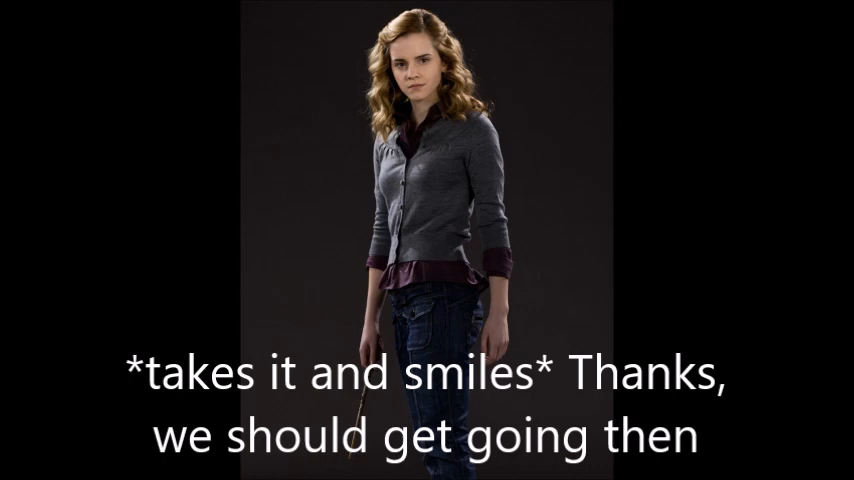 *takes it and smiles* Thanks,
we should get going then